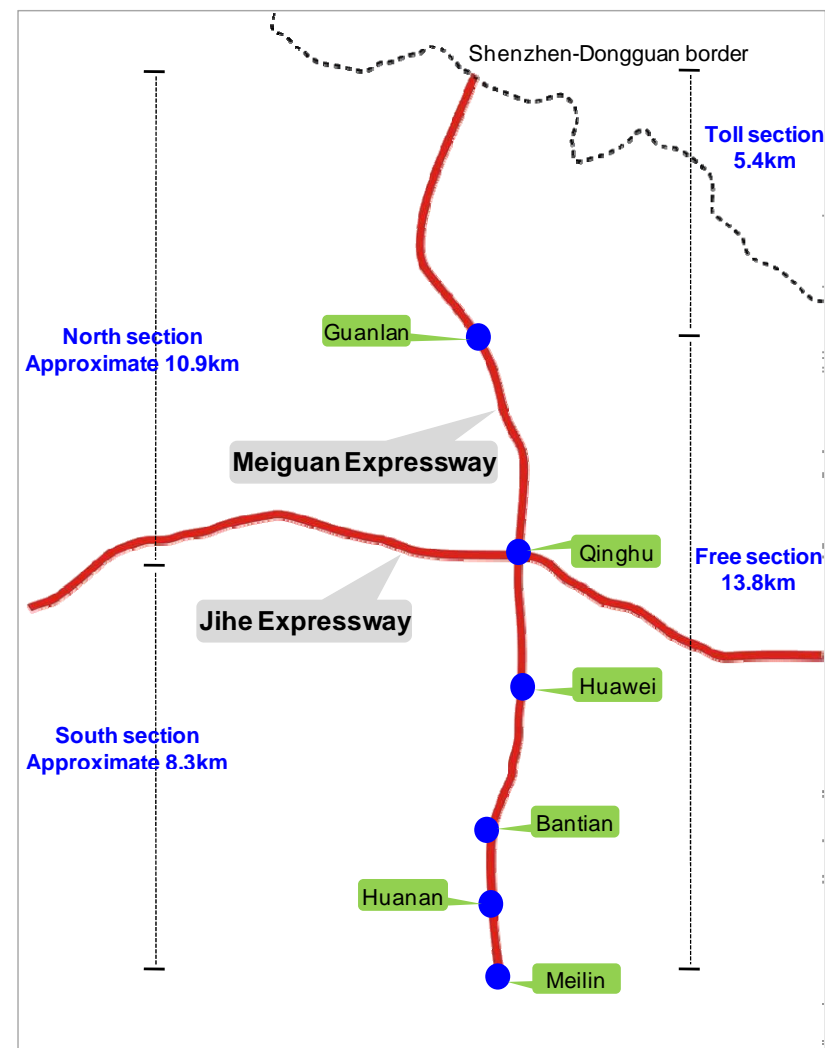 Shenzhen-Dongguan border
Toll section
5.4km
North section
Approximate 10.9km
Guanlan
Meiguan Expressway
Qinghu
Free section
13.8km
Jihe Expressway
Huawei
South section
Approximate 8.3km
Bantian
Huanan
Meilin